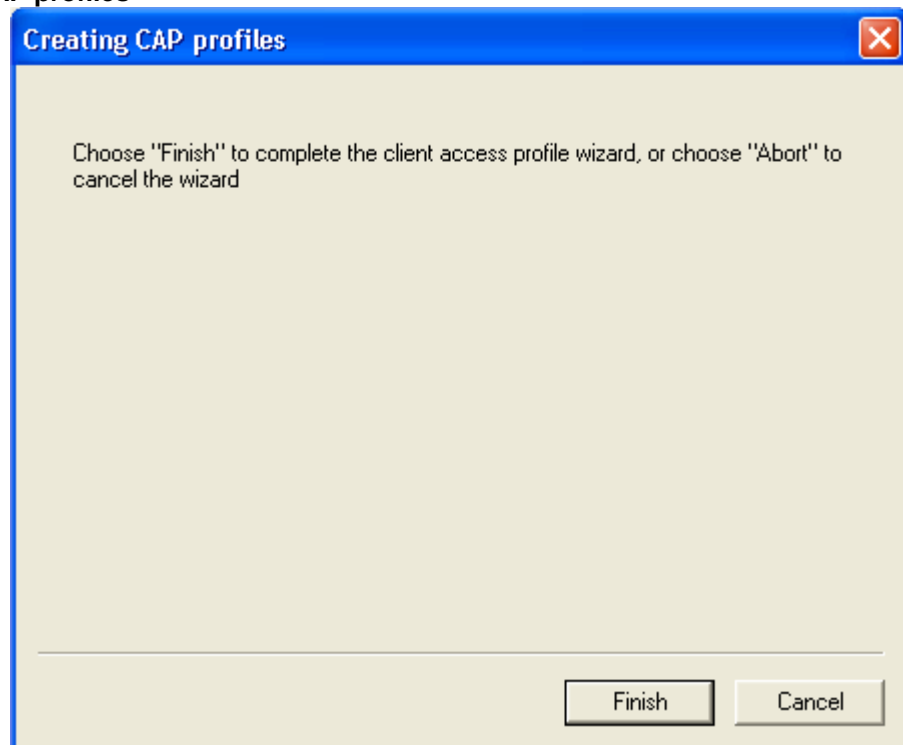 Creating CAP profiles
Choose "Finish" to complete the client access profile wizard, or choose "Abort" to
cancel the wizard
Finish
Cancel